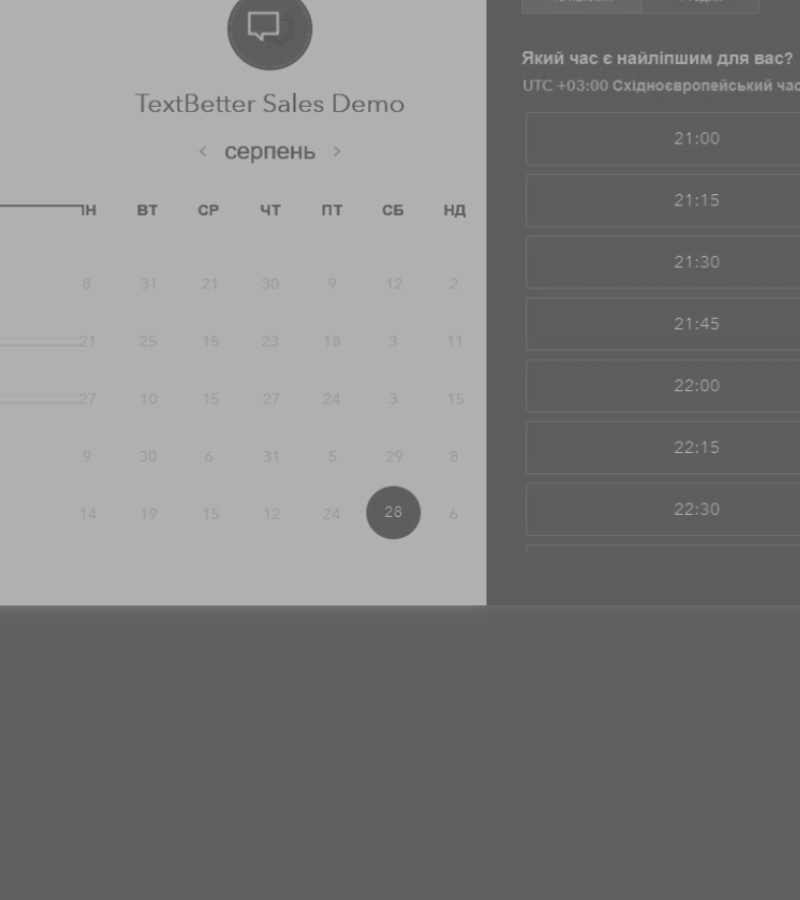 TextBetter Sales Demo
‹ серпень ›
ВТ СР ЧТ ПТ СБ НД
8 31 21 30 9 12 2
21 25 15 23 18 3 11
27 10 15 27 24 3 15
9 30 6 31 5 29 8
14 19 15 12 24 28 6
Який час є найліпшим для вас?
UTC +03:00 Східноєвропейський час
21:00
21:15
21:30
21:45
22:00
22:15
22:30